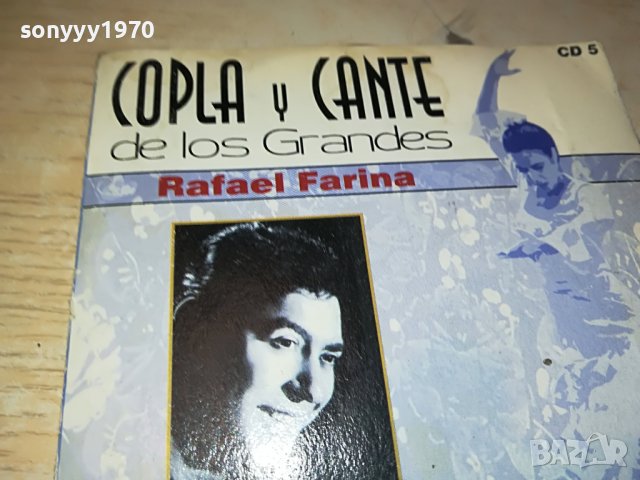 sonyyy1970
CD 5
COPLA y CANTE
de los Grandes
Rafael Farina
BAZAR